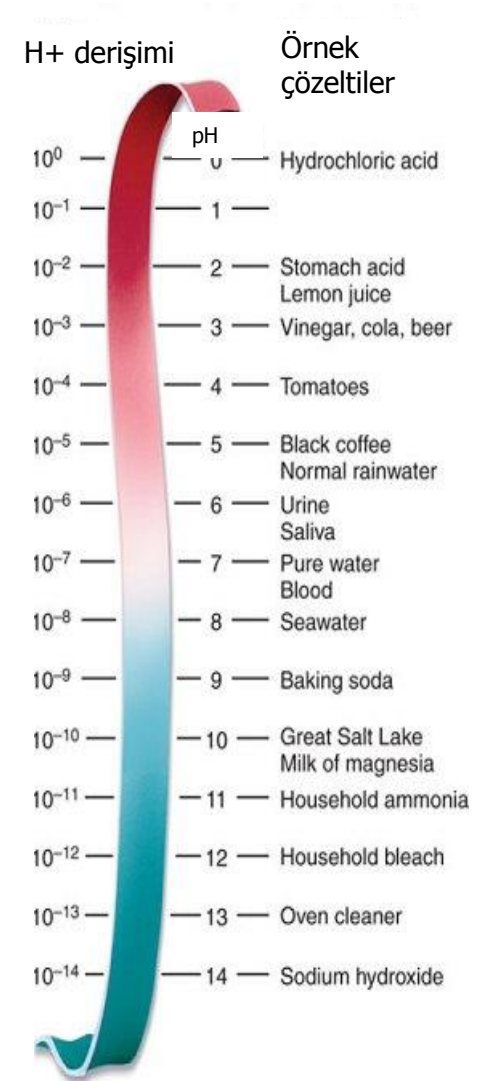 H+ derişimi
Örnek
çözeltiler
pH
10⁰ 0 Hydrochloric acid
10⁻¹ 1
10⁻² 2 Stomach acid
Lemon juice
10⁻³ 3 Vinegar, cola, beer
10⁻⁴ 4 Tomatoes
10⁻⁵ 5 Black coffee
Normal rainwater
10⁻⁶ 6 Urine
Saliva
10⁻⁷ 7 Pure water
Blood
10⁻⁸ 8 Seawater
10⁻⁹ 9 Baking soda
10⁻¹⁰ 10 Great Salt Lake
Milk of magnesia
10⁻¹¹ 11 Household ammonia
10⁻¹² 12 Household bleach
10⁻¹³ 13 Oven cleaner
10⁻¹⁴ 14 Sodium hydroxide